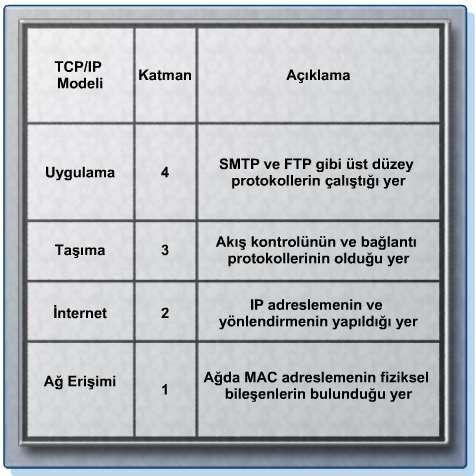 TCP/IP
Modeli
Katman
Açıklama
Uygulama
4
SMTP ve FTP gibi üst düzey
protokollerin çalıştığı yer
Taşıma
3
Akış kontrolünün ve bağlantı
protokollerinin olduğu yer
İnternet
2
IP adreslemenin ve
yönlendirmenin yapıldığı yer
Ağ Erişimi
1
Ağda MAC adreslemenin fiziksel
bileşenlerin bulunduğu yer